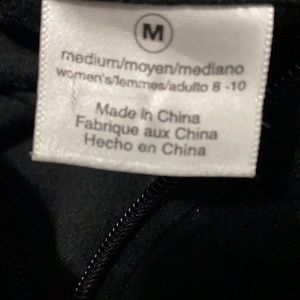 M
medium/moyen/mediano
women's/femmes/adulto 8 -10
Made in China
Fabrique aux China
Hecho en China